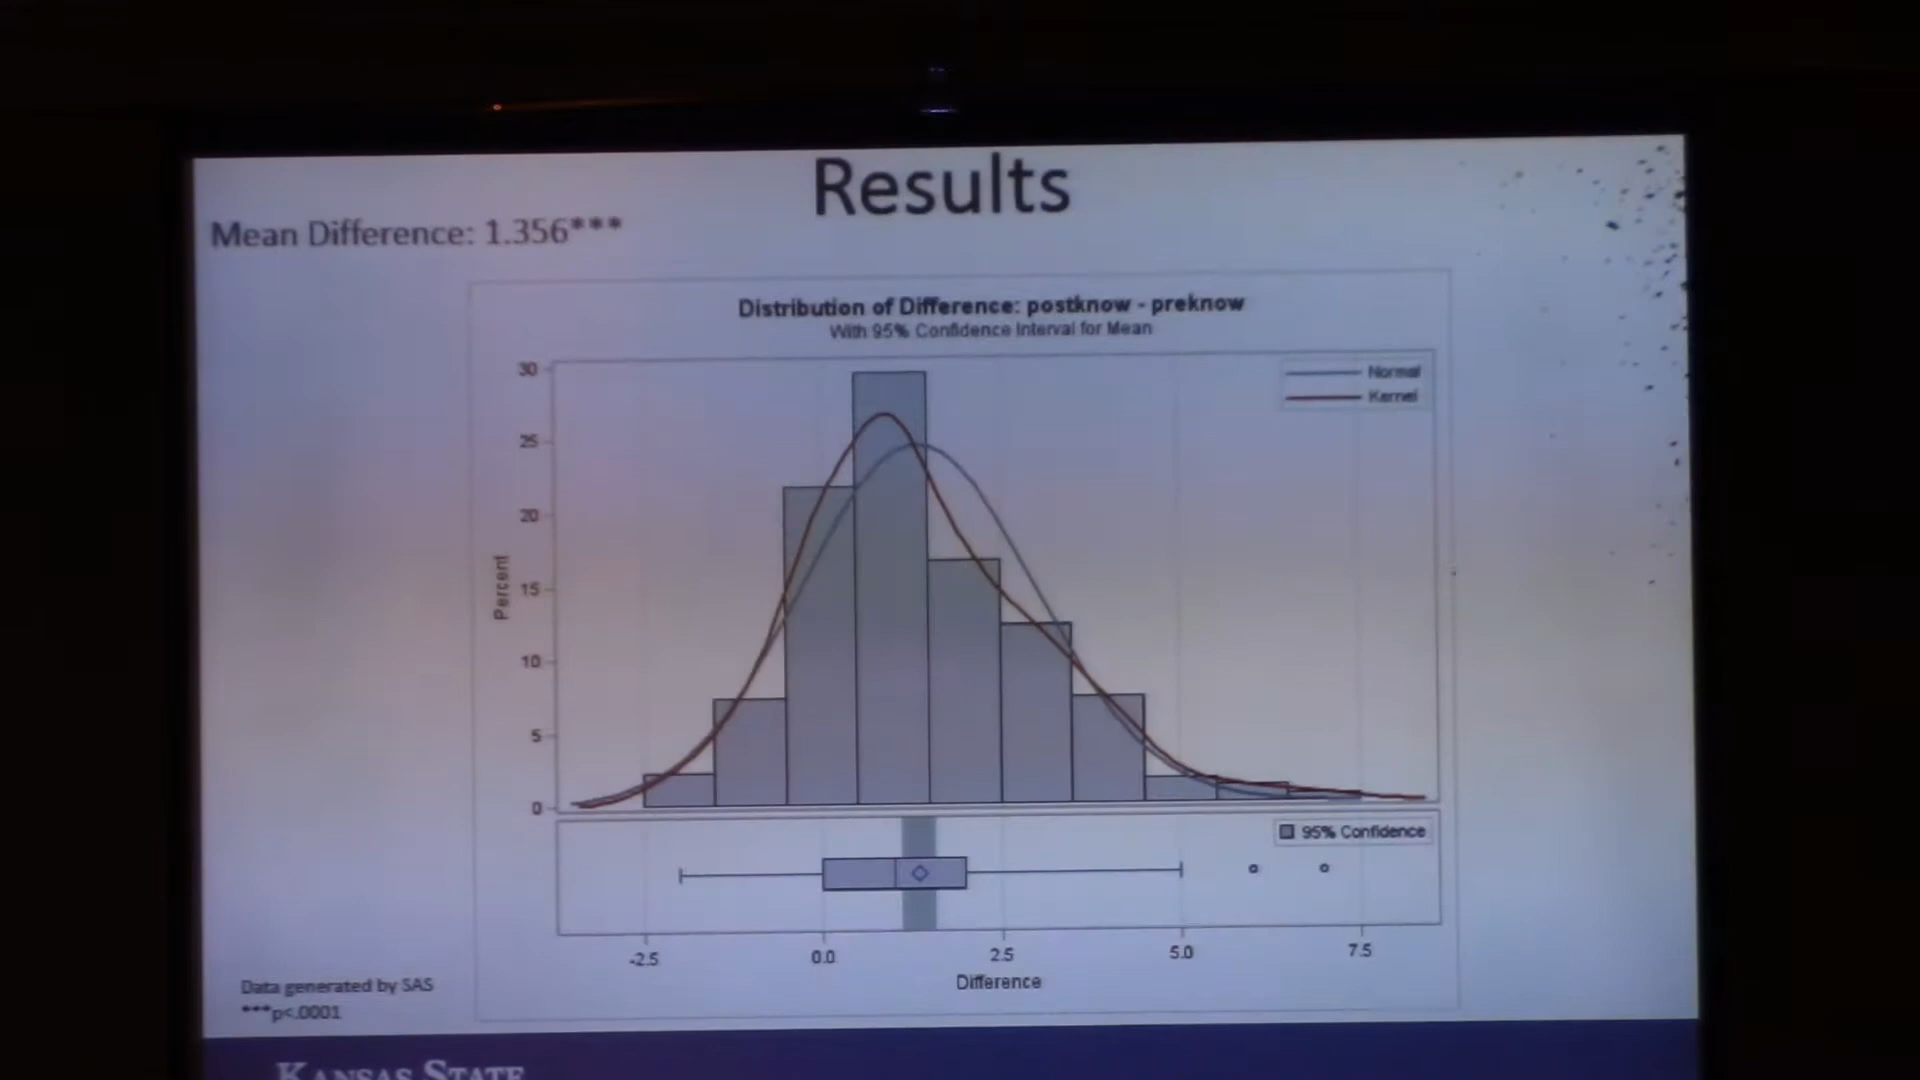 Results
Mean Difference: 1.356***
Distribution of Difference: postknow - preknow
With 95% Confidence Interval for Mean
Normal
Kernel
30
25
20
15
10
5
0
Percent
95% Confidence
-2.5 0.0 2.5 5.0 7.5
Difference
Data generated by SAS
***p<.0001
KANSAS STATE